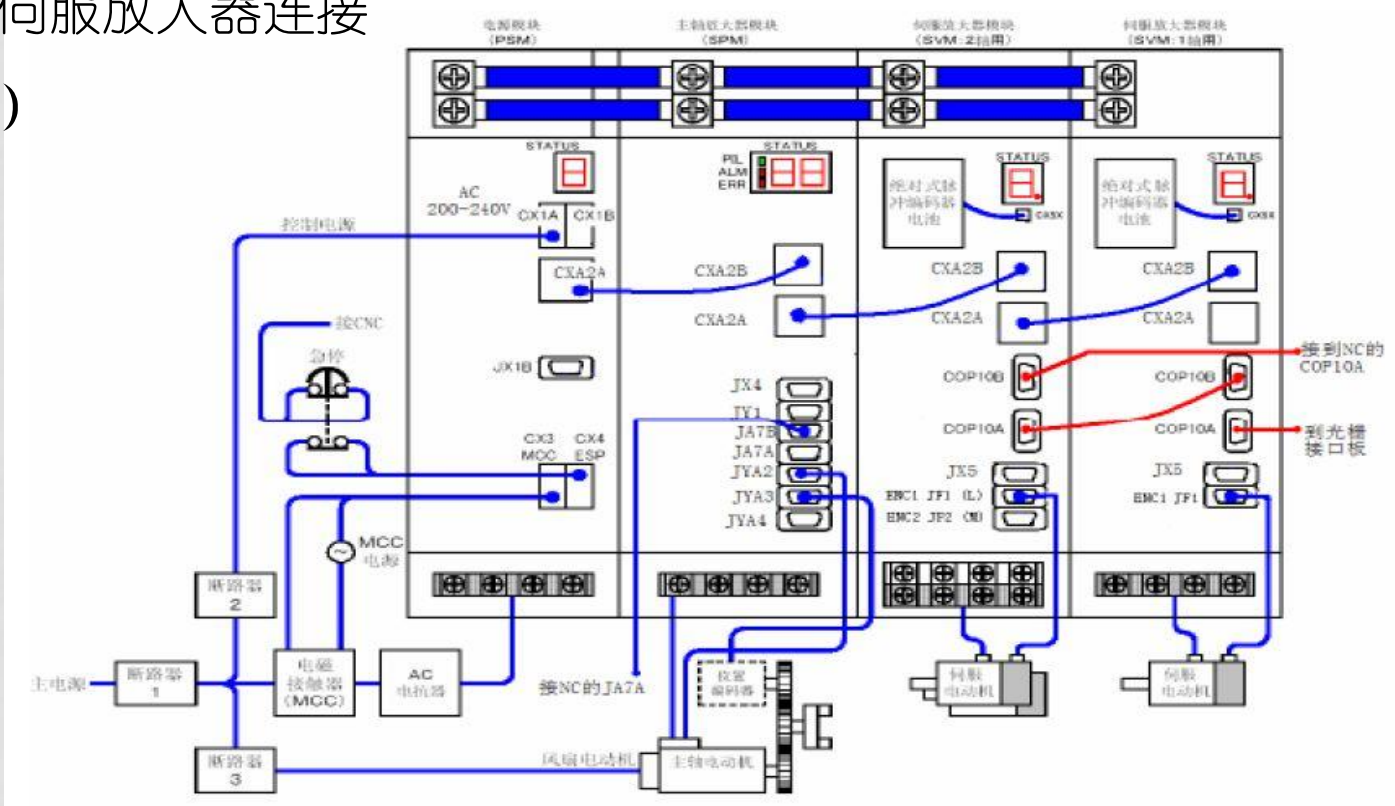 伺服放大器连接
)
电源模块
(PSM)
主轴放大器模块
(SPM)
伺服放大器模块
(SVM:2轴用)
伺服放大器模块
(SVM:1轴用)
STATUS
STATUS
PIL
ALM
ERR
STATUS
STATUS
AC
200-240V
CX1A
CX1B
绝对式脉
冲编码器
电池
CX5X
绝对式脉
冲编码器
电池
CX5X
控制电源
CXA2A
CXA2B
CXA2B
CXA2B
CXA2A
CXA2A
CXA2A
接CNC
急停
JX1B
COP10B
COP10B
接到NC的
COP10A
JX4
JY1
JA7B
JA7A
JYA2
JYA3
JYA4
COP10A
COP10A
到光栅
接口板
CX3
MCC
CX4
ESP
JX5
ENC1 JF1 (L)
ENC2 JF2 (M)
JX5
ENC1 JF1
MCC
电源
断路器
2
主电源
断路器
1
电磁
接触器
(MCC)
AC
电抗器
接NC的JA7A
位置
编码器
伺服
电动机
伺服
电动机
断路器
3
风扇电动机
主轴电动机